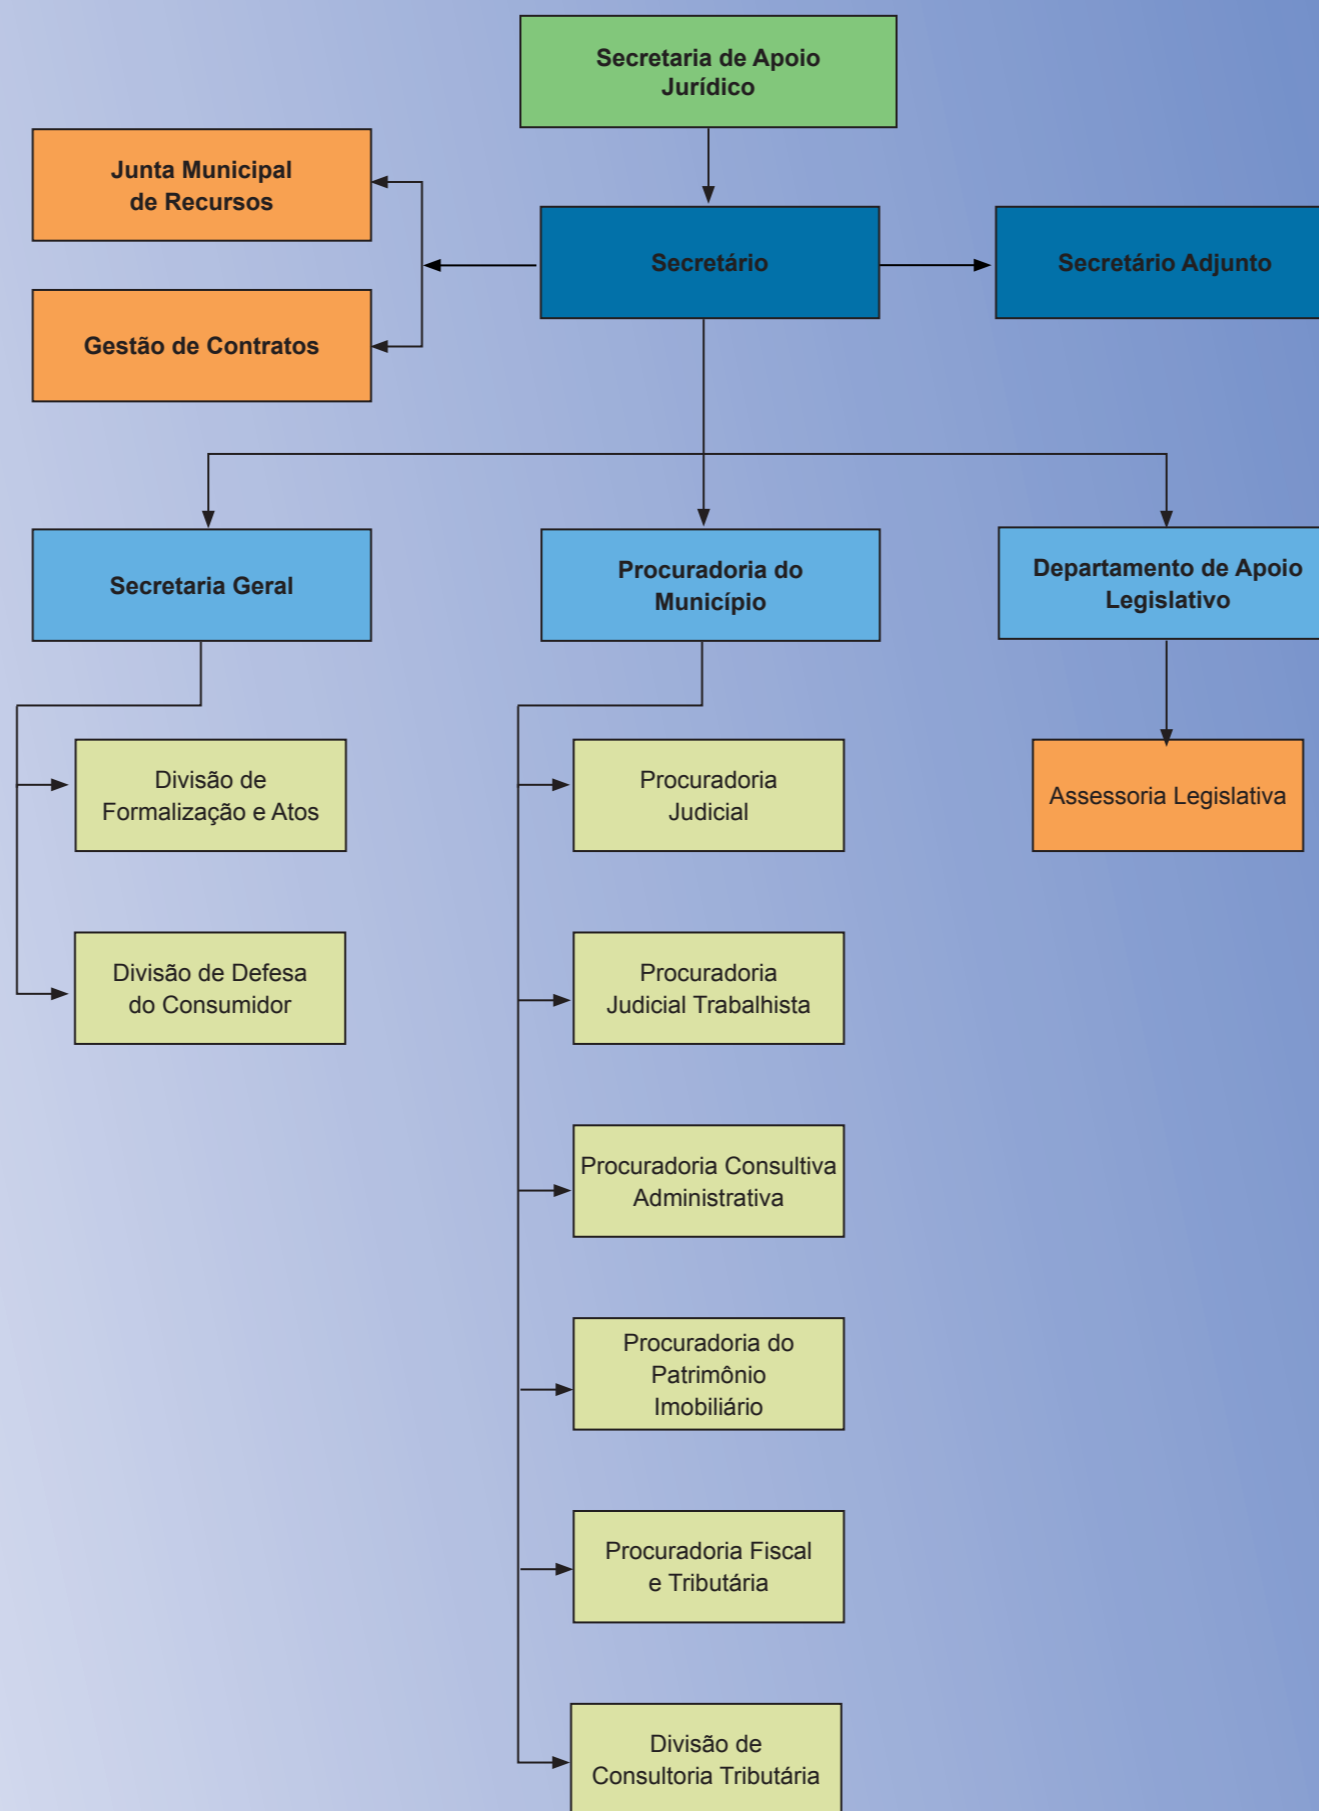 Secretaria de Apoio
Jurídico
Junta Municipal
de Recursos
Secretário
Secretário Adjunto
Gestão de Contratos
Secretaria Geral
Procuradoria do
Município
Departamento de Apoio
Legislativo
Divisão de
Formalização e Atos
Divisão de Defesa
do Consumidor
Procuradoria
Judicial
Procuradoria
Judicial Trabalhista
Procuradoria Consultiva
Administrativa
Procuradoria do
Patrimônio
Imobiliário
Procuradoria Fiscal
e Tributária
Divisão de
Consultoria Tributária
Assessoria Legislativa